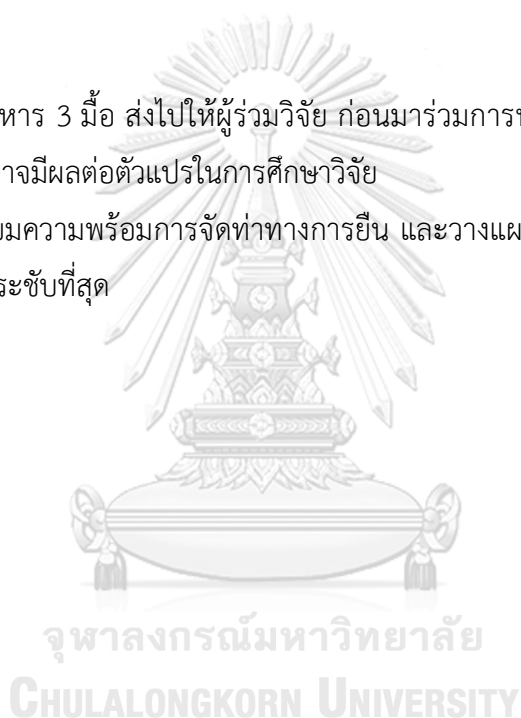 หาร 3 มื้อ ส่งไปให้ผู้ร่วมวิจัย ก่อนมาร่วมการ
าจมีผลต่อตัวแปรในการศึกษาวิจัย
ยมความพร้อมการจัดท่าทางการยืน และวางแผ
ระชับที่สุด
จุฬาลงกรณ์มหาวิทยาลัย
CHULALONGKORN UNIVERSITY